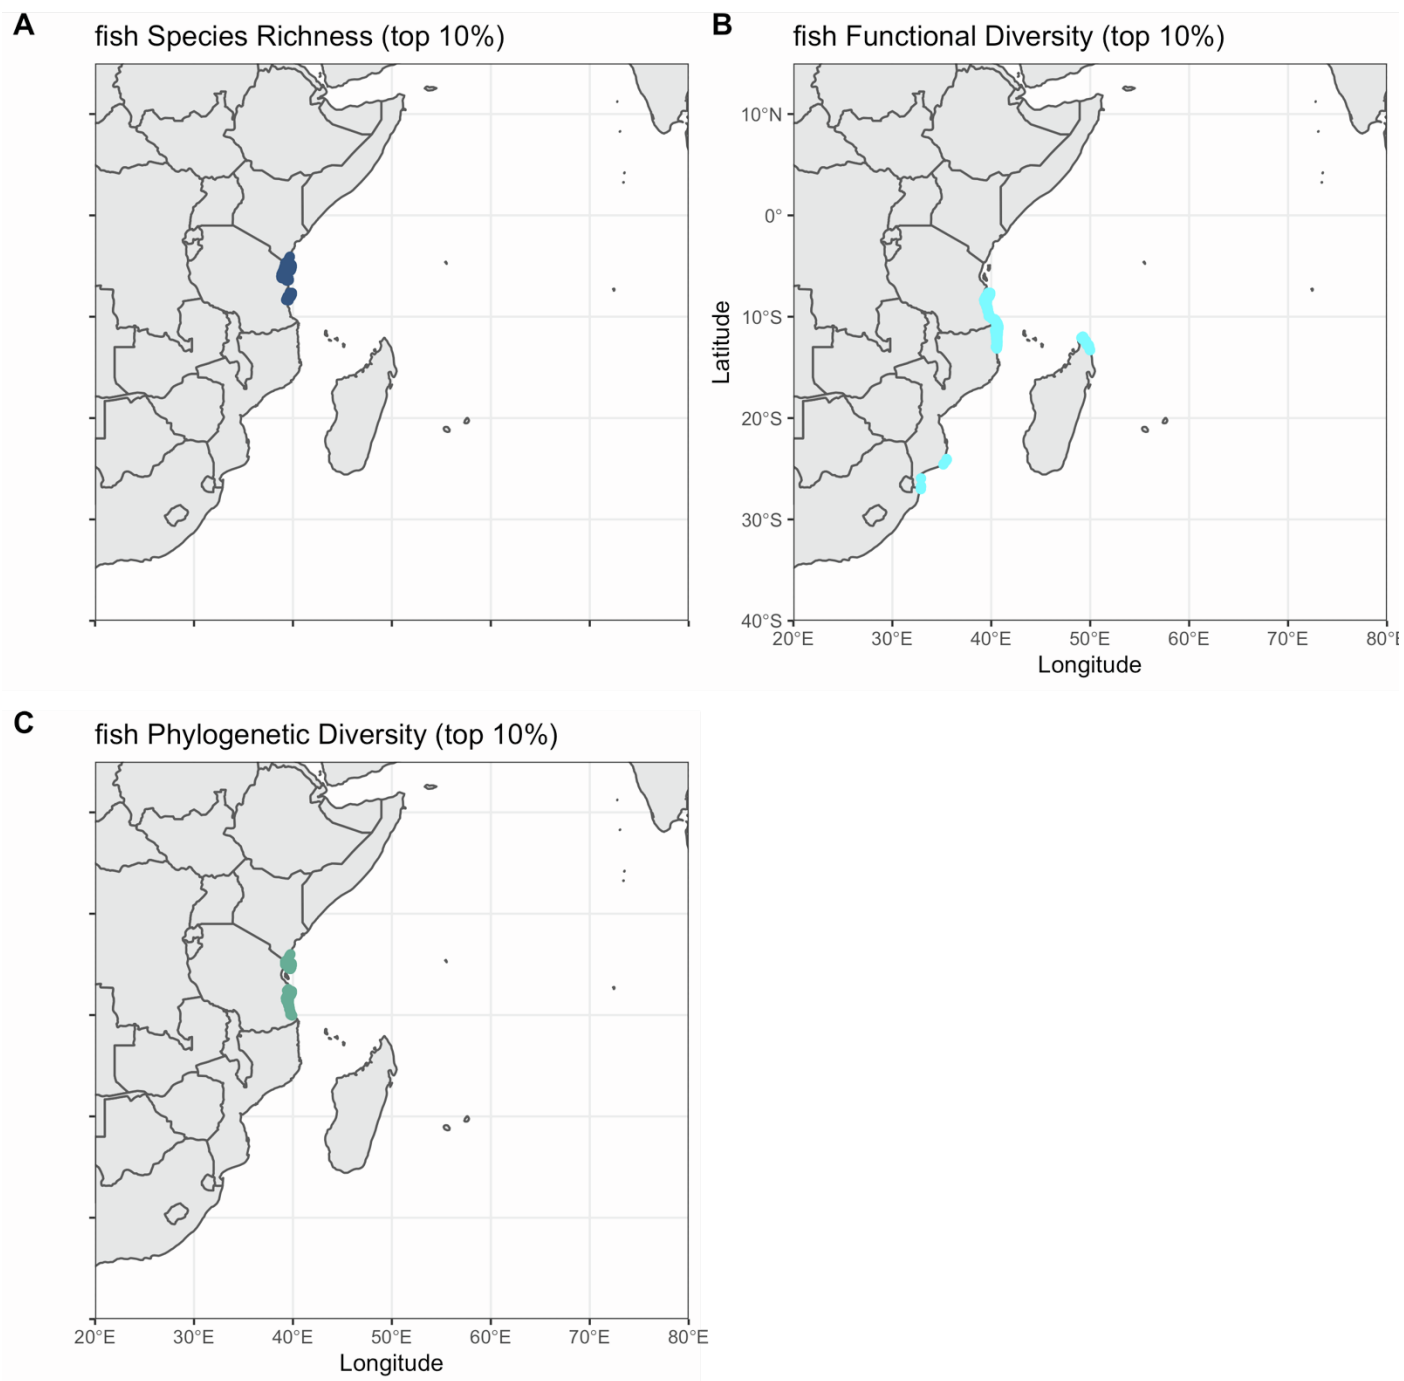 A
fish Species Richness (top 10%)
B
fish Functional Diversity (top 10%)
10°N
0°
10°S
20°S
30°S
40°S
Latitude
20°E 30°E 40°E 50°E 60°E 70°E 80°E
Longitude
C
fish Phylogenetic Diversity (top 10%)
20°E 30°E 40°E 50°E 60°E 70°E 80°E
Longitude